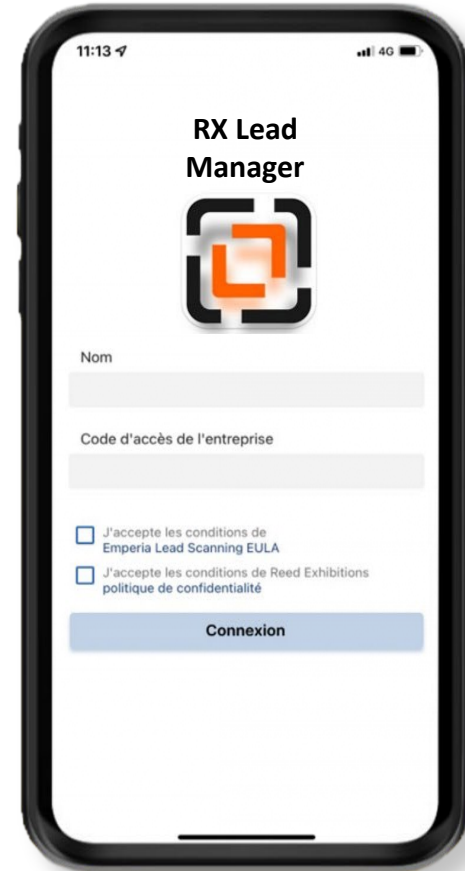 11:13
4G
RX Lead
Manager
Nom
Code d'accès de l'entreprise
J'accepte les conditions de
Emperia Lead Scanning EULA
J'accepte les conditions de Reed Exhibitions
politique de confidentialité
Connexion